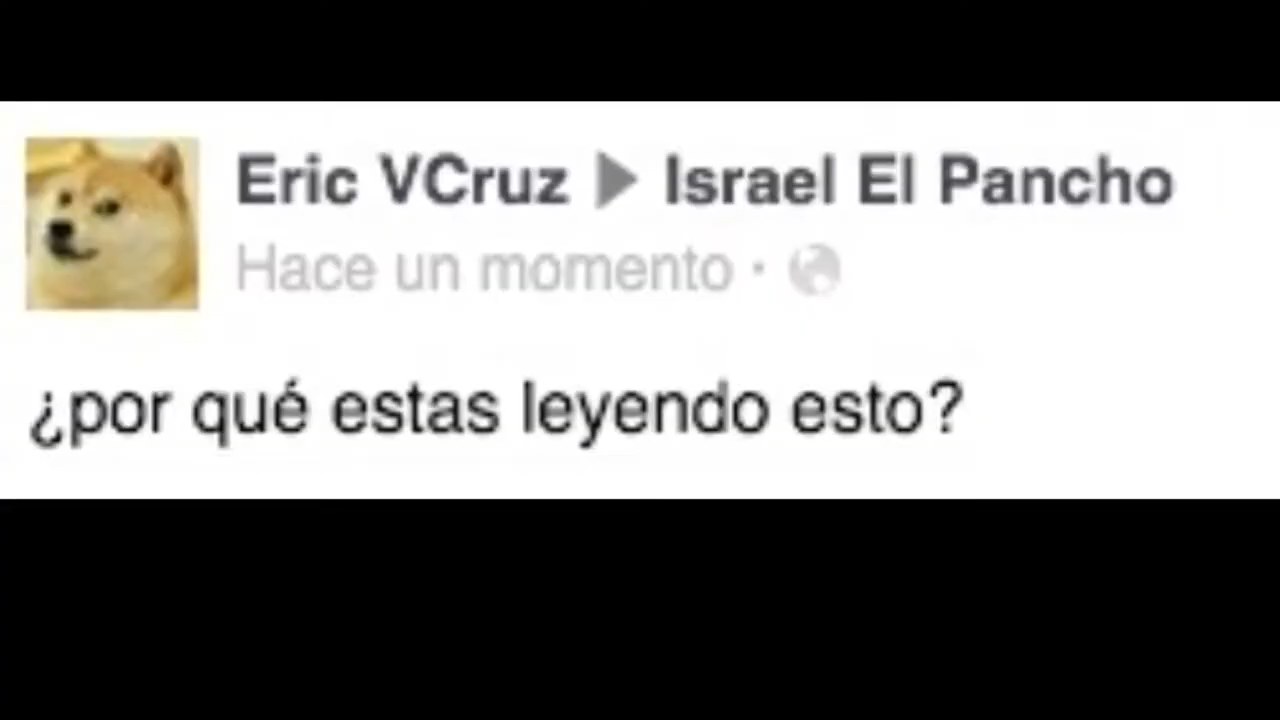 Eric VCruz ▶ Israel El Pancho
Hace un momento ·
¿por qué estas leyendo esto?